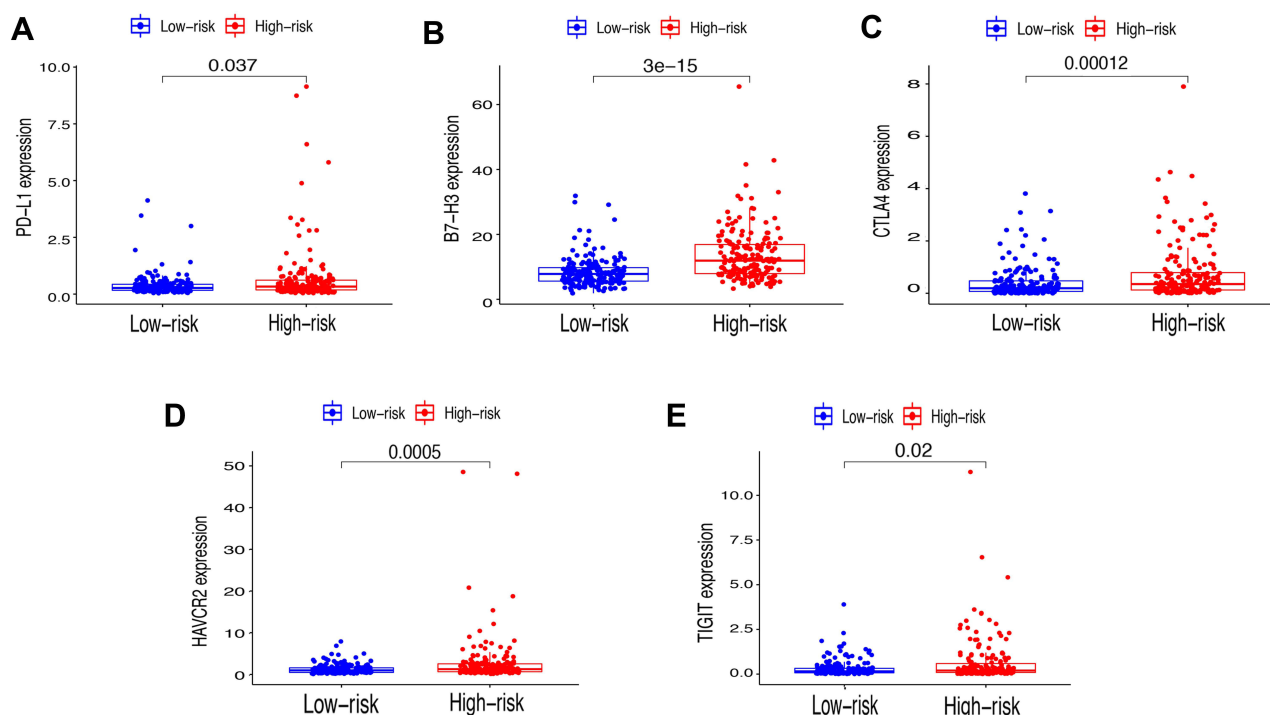 A
Low-risk High-risk
PD-L1 expression
10.0
7.5
5.0
2.5
0.0
0.037
Low-risk High-risk
B
Low-risk High-risk
B7-H3 expression
60
40
20
0
3e-15
Low-risk High-risk
C
Low-risk High-risk
CTLA4 expression
8
6
4
2
0
0.00012
Low-risk High-risk
D
Low-risk High-risk
HAVCR2 expression
50
40
30
20
10
0
0.0005
Low-risk High-risk
E
Low-risk High-risk
TIGIT expression
10.0
7.5
5.0
2.5
0.0
0.02
Low-risk High-risk